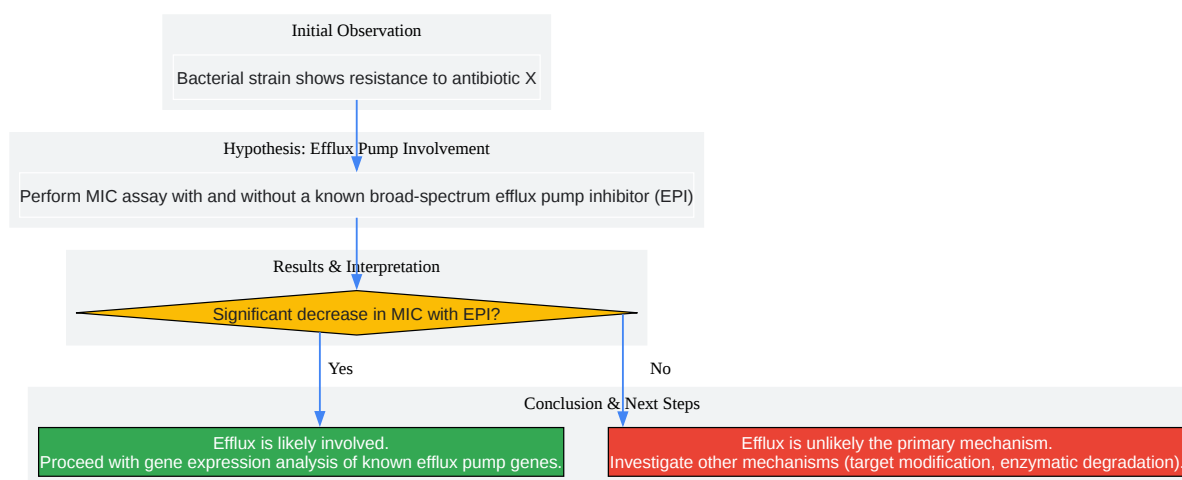 Initial Observation
Bacterial strain shows resistance to antibiotic X
Hypothesis: Efflux Pump Involvement
Perform MIC assay with and without a known broad-spectrum efflux pump inhibitor (EPI)
Results & Interpretation
Significant decrease in MIC with EPI?
Yes
No
Conclusion & Next Steps
Efflux is likely involved.
Proceed with gene expression analysis of known efflux pump genes.
Efflux is unlikely the primary mechanism.
Investigate other mechanisms (target modification, enzymatic degradation).